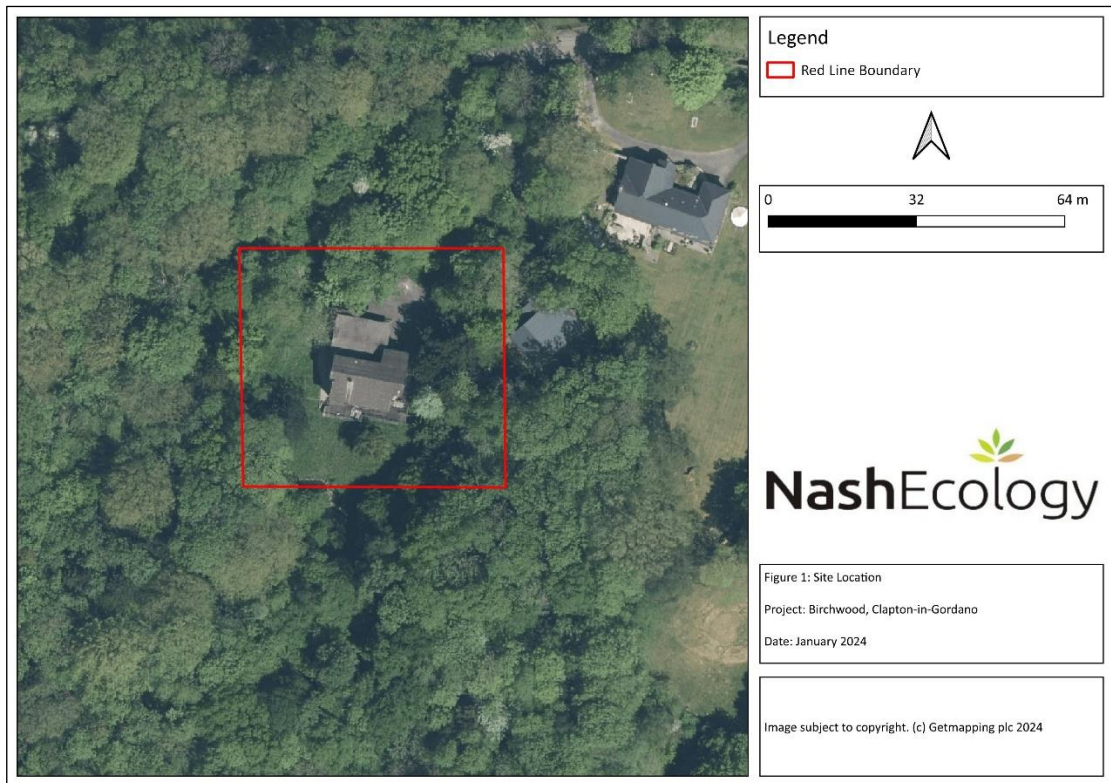 Legend
Red Line Boundary
0 32 64 m
NashEcology
Figure 1: Site Location
Project: Birchwood, Clapton-in-Gordano
Date: January 2024
Image subject to copyright. (c) Getmapping plc 2024